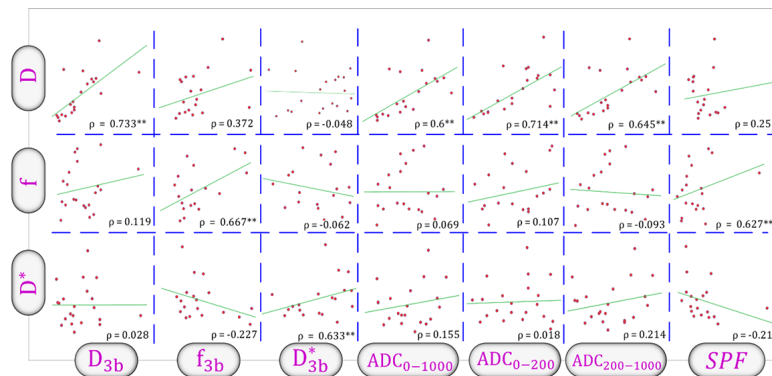 D
ρ = 0.733**
ρ = 0.372
ρ = -0.048
ρ = 0.6**
ρ = 0.714**
ρ = 0.645**
ρ = 0.25
f
ρ = 0.119
ρ = 0.667**
ρ = -0.062
ρ = 0.069
ρ = 0.107
ρ = -0.093
ρ = 0.627**
D*
ρ = 0.028
ρ = -0.227
ρ = 0.633**
ρ = 0.155
ρ = 0.018
ρ = 0.214
ρ = -0.21
D3b
f3b
D*3b
ADC0−1000
ADC0−200
ADC200−1000
SPF